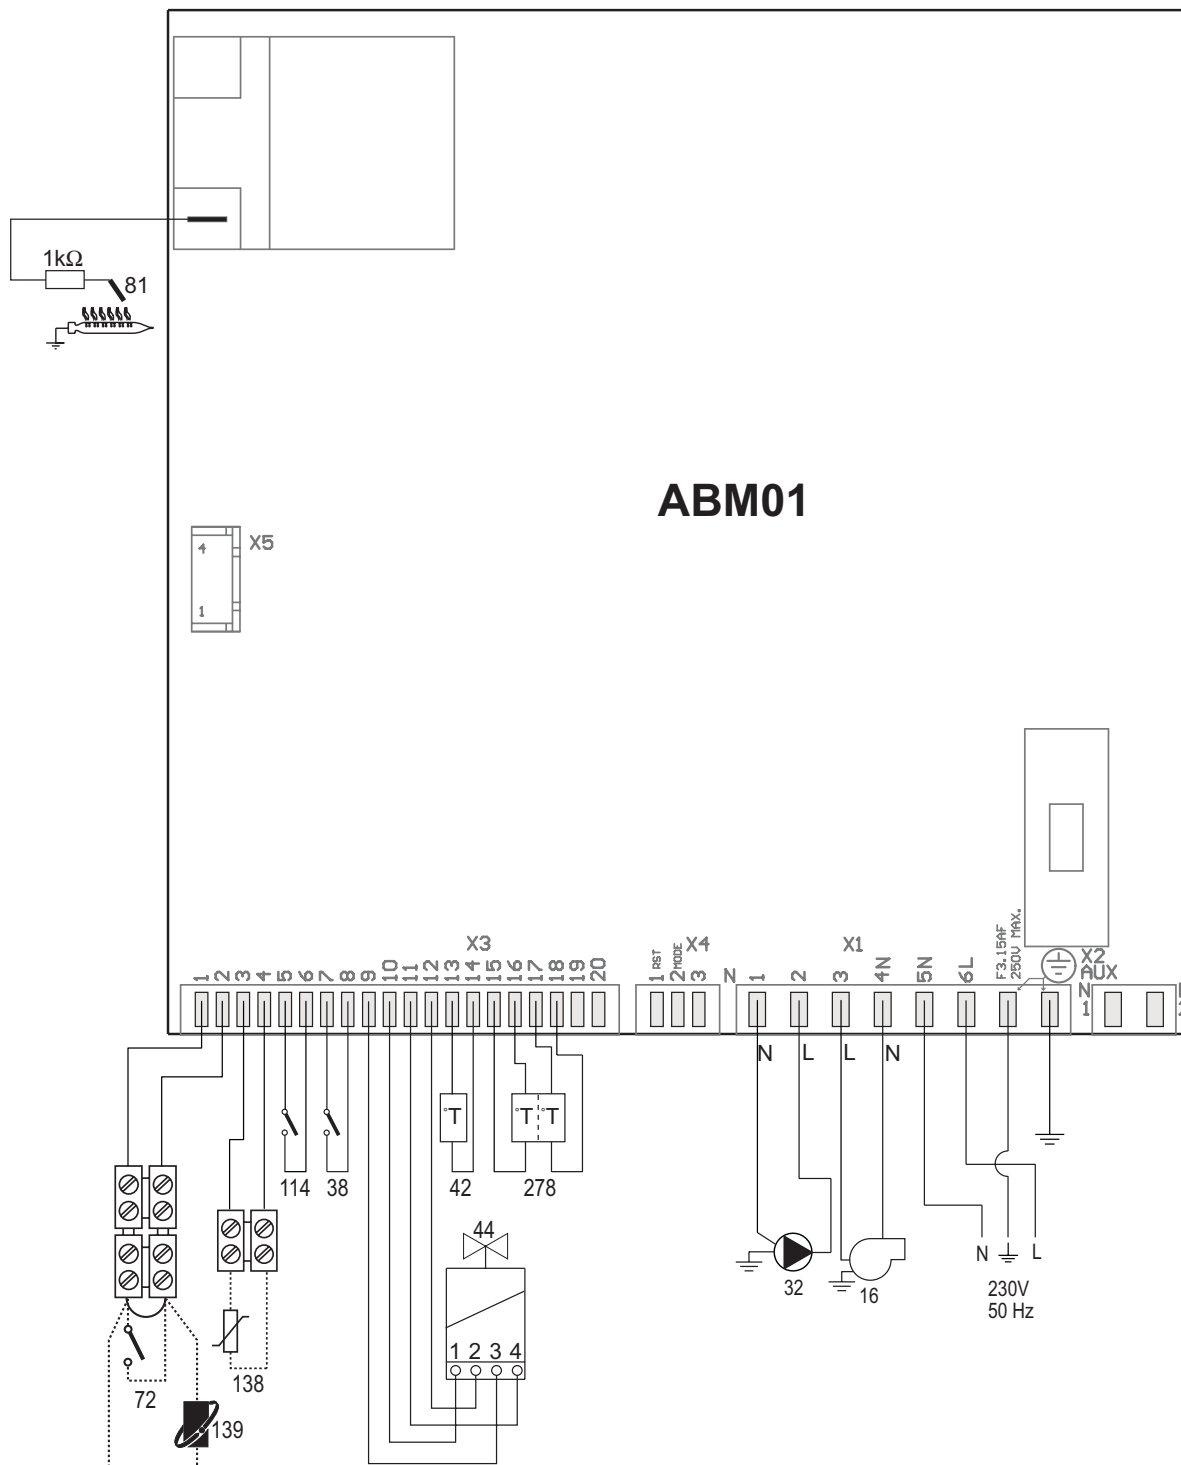 1kΩ
81
ABM01
X5
4
1
X3
X4
X1
X2
AUX
F3.15AF
250V MAX.
RST
MODE
1 2 3 4 5 6 7 8 9 10 11 12 13 14 15 16 17 18 19 20
1 2 3
N 1 2 3 4N 5N 6L
N
1
N L L N
°T °T °T
114 38 42 278
44
1 2 3 4
N L
230V
50 Hz
32 16
72
138
139